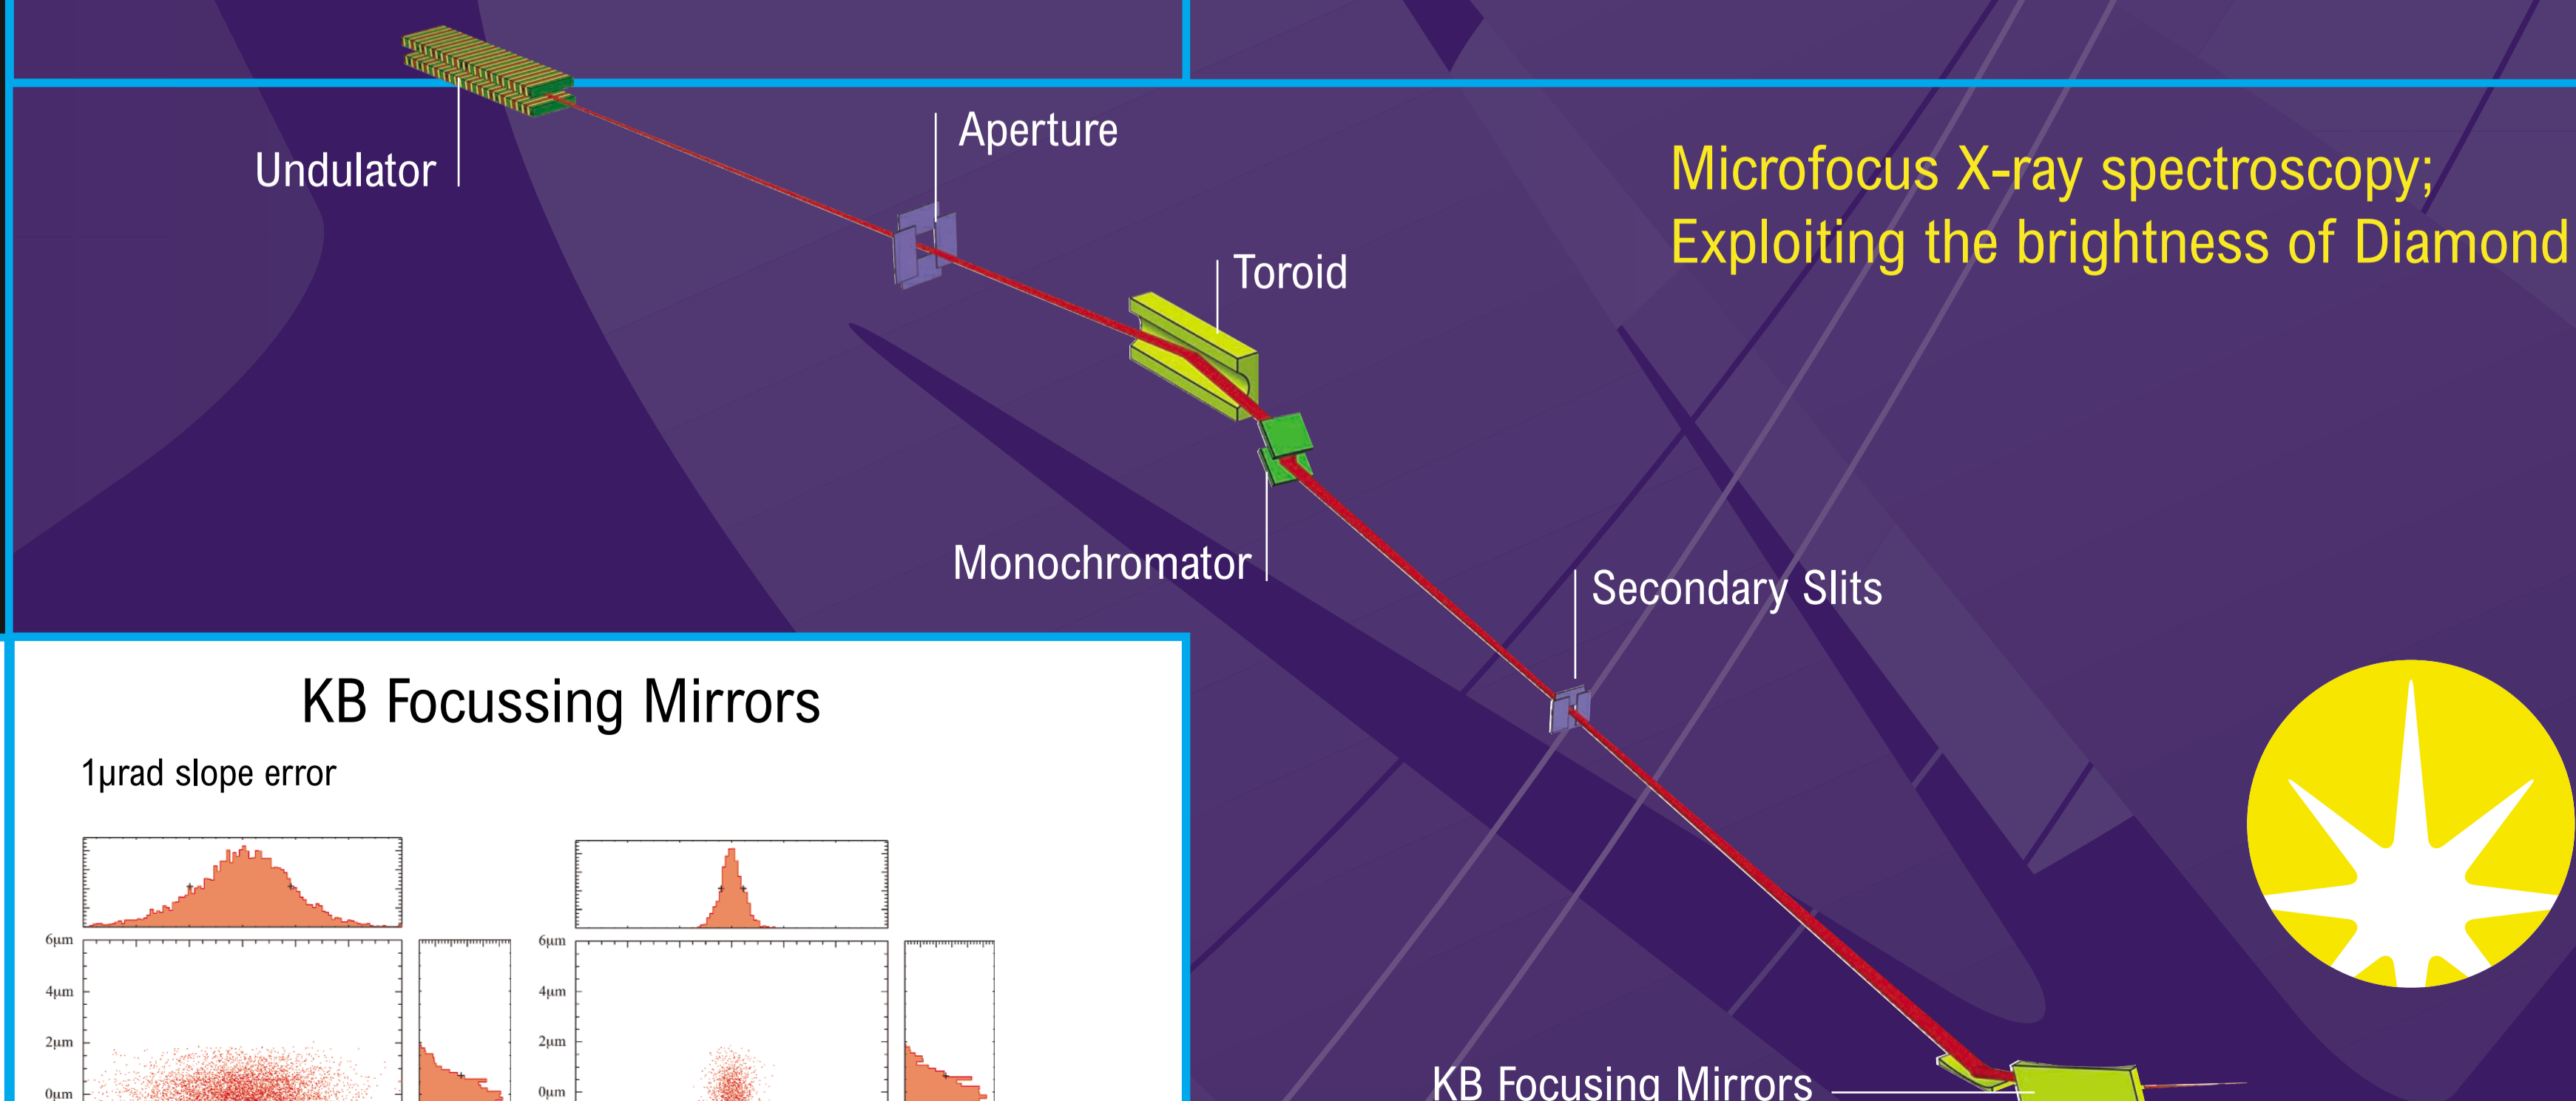 Undulator
Aperture
Microfocus X-ray spectroscopy;
Exploiting the brightness of Diamond
Toroid
Monochromator
Secondary Slits
KB Focussing Mirrors
1μrad slope error
6μm
4μm
2μm
0μm
6μm
4μm
2μm
0μm
KB Focusing Mirrors